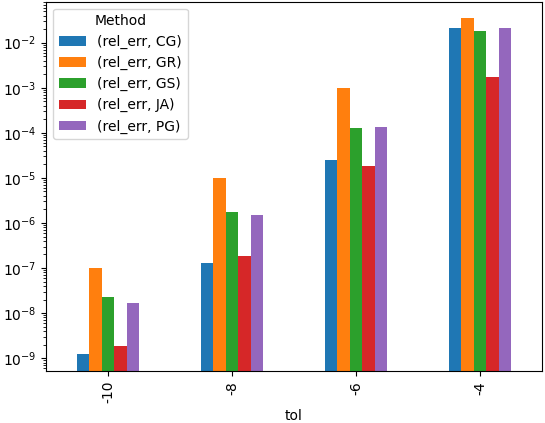 Method
(rel_err, CG)
(rel_err, GR)
(rel_err, GS)
(rel_err, JA)
(rel_err, PG)
10⁻²
10⁻³
10⁻⁴
10⁻⁵
10⁻⁶
10⁻⁷
10⁻⁸
10⁻⁹
-10 -8 -6 -4
tol